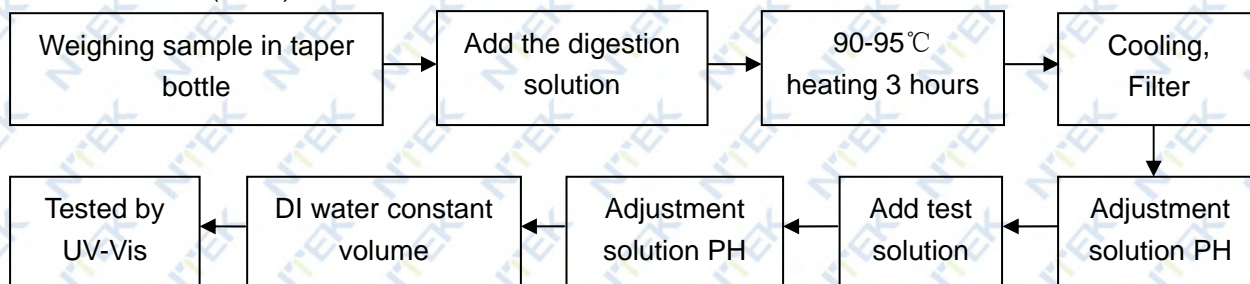 Weighing sample in taper
bottle
Add the digestion
solution
90-95℃
heating 3 hours
Cooling,
Filter
Adjustment
solution PH
Add test
solution
Adjustment
solution PH
DI water constant
volume
Tested by
UV-Vis
NTEK